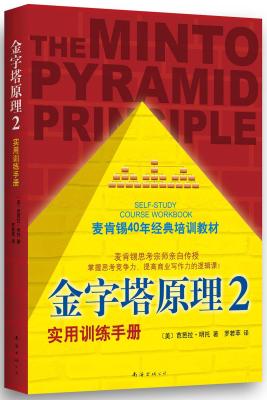 金字塔原理2
实用训练手册
THE MINTO
PYRAMID
PRINCIPLE
SELF-STUDY
COURSE WORKBOOK
麦肯锡40年经典培训教材
麦肯锡思考宗师亲自传授
掌握思考竞争力、提高商业写作力的逻辑课!
金字塔原理2
实用训练手册
〔美〕芭芭拉·明托 著 罗若苹 译
南海出版公司